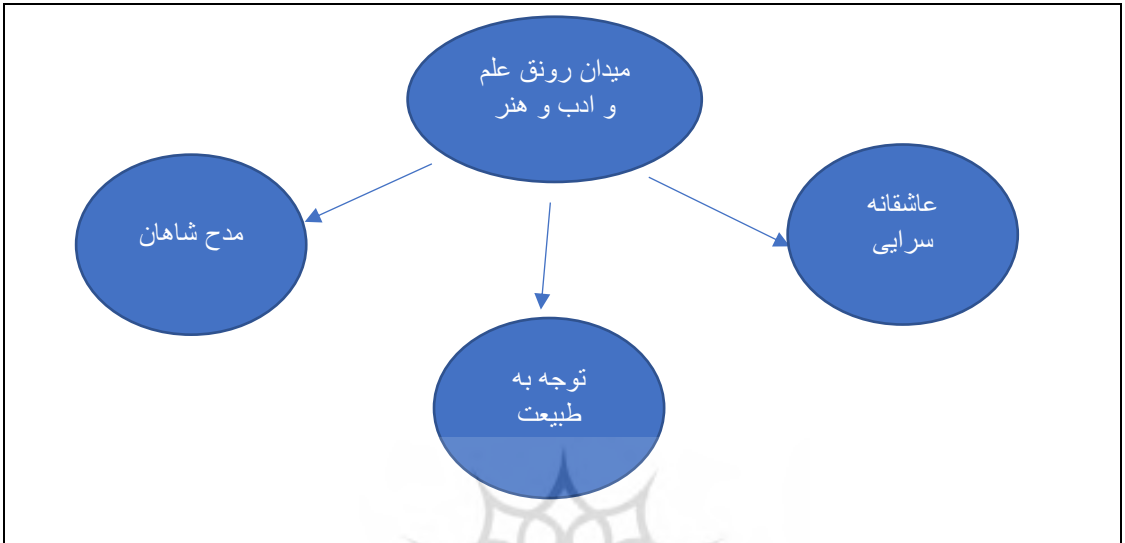 میدان رونق علم
و ادب و هنر
عاشقانه
سرایی
مدح شاهان
توجه به
طبیعت